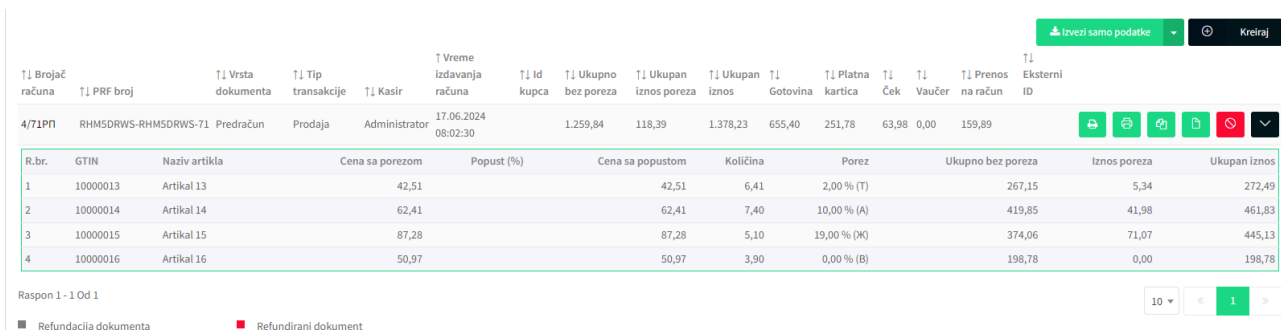 Izvezi samo podatke Kreiraj
↑↓ Brojač računa ↑↓ PRF broj ↑↓ Vrsta dokumenta ↑↓ Tip transakcije ↑↓ Kasir ↑ Vreme izdavanja računa ↑↓ Id kupca ↑↓ Ukupno bez poreza ↑↓ Ukupan iznos poreza ↑↓ Ukupan iznos ↑↓ Gotovina ↑↓ Platna kartica ↑↓ Ček ↑↓ Vaučer ↑↓ Prenos na račun ↑↓ Eksterni ID
4/71РП RHM5DRWS-RHM5DRWS-71 Predračun Prodaja Administrator 17.06.2024 08:02:30 1.259,84 118,39 1.378,23 655,40 251,78 63,98 0,00 159,89
R.br. GTIN Naziv artikla Cena sa porezom Popust (%) Cena sa popustom Količina Porez Ukupno bez poreza Iznos poreza Ukupan iznos
1 10000013 Artikal 13 42,51 42,51 6,41 2,00 % (T) 267,15 5,34 272,49
2 10000014 Artikal 14 62,41 62,41 7,40 10,00 % (A) 419,85 41,98 461,83
3 10000015 Artikal 15 87,28 87,28 5,10 19,00 % (Ж) 374,06 71,07 445,13
4 10000016 Artikal 16 50,97 50,97 3,90 0,00 % (B) 198,78 0,00 198,78
Raspon 1 - 1 Od 1 10 « 1 »
Refundacija dokumenta Refundirani dokument